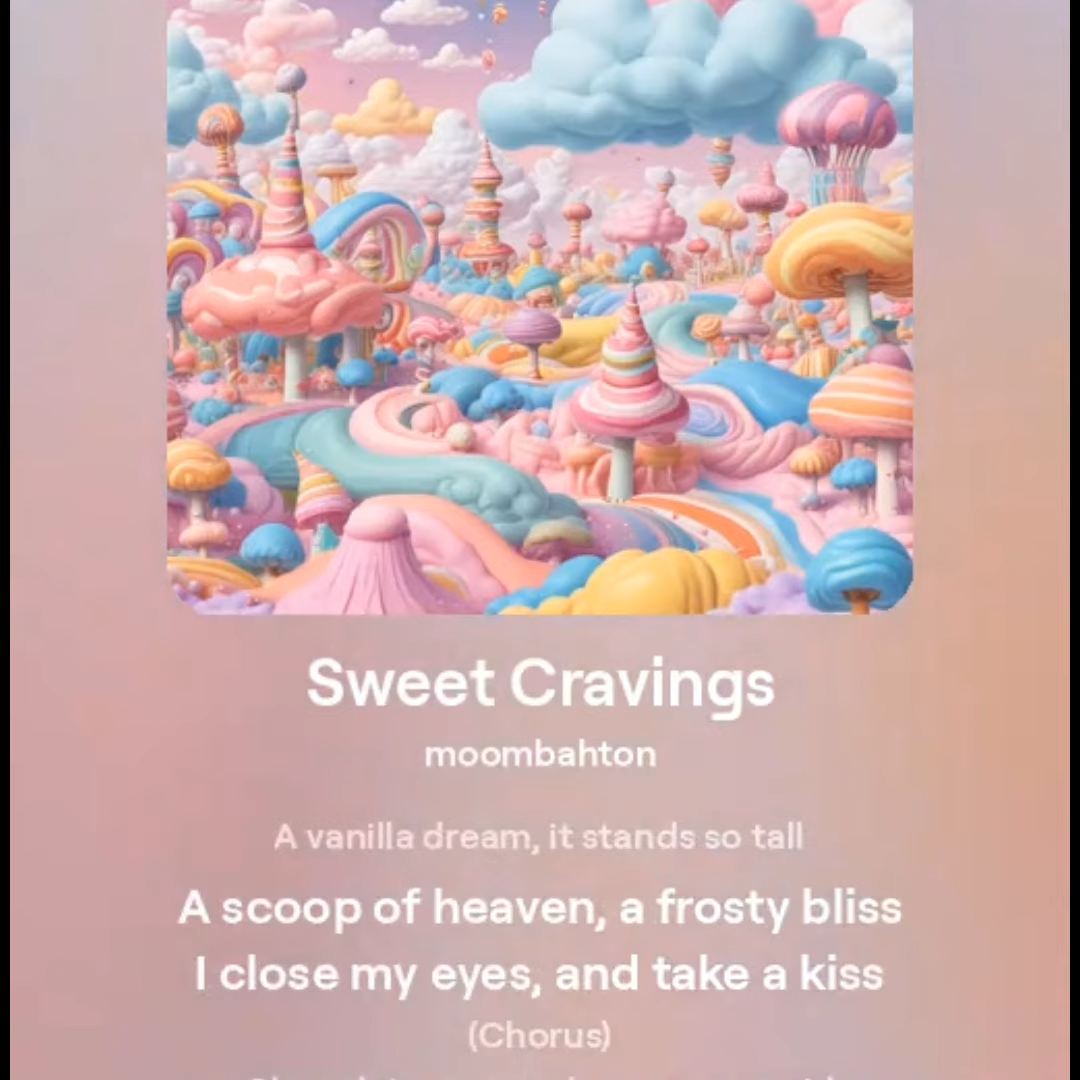 Sweet Cravings
moombahton
A vanilla dream, it stands so tall
A scoop of heaven, a frosty bliss
I close my eyes, and take a kiss
(Chorus)